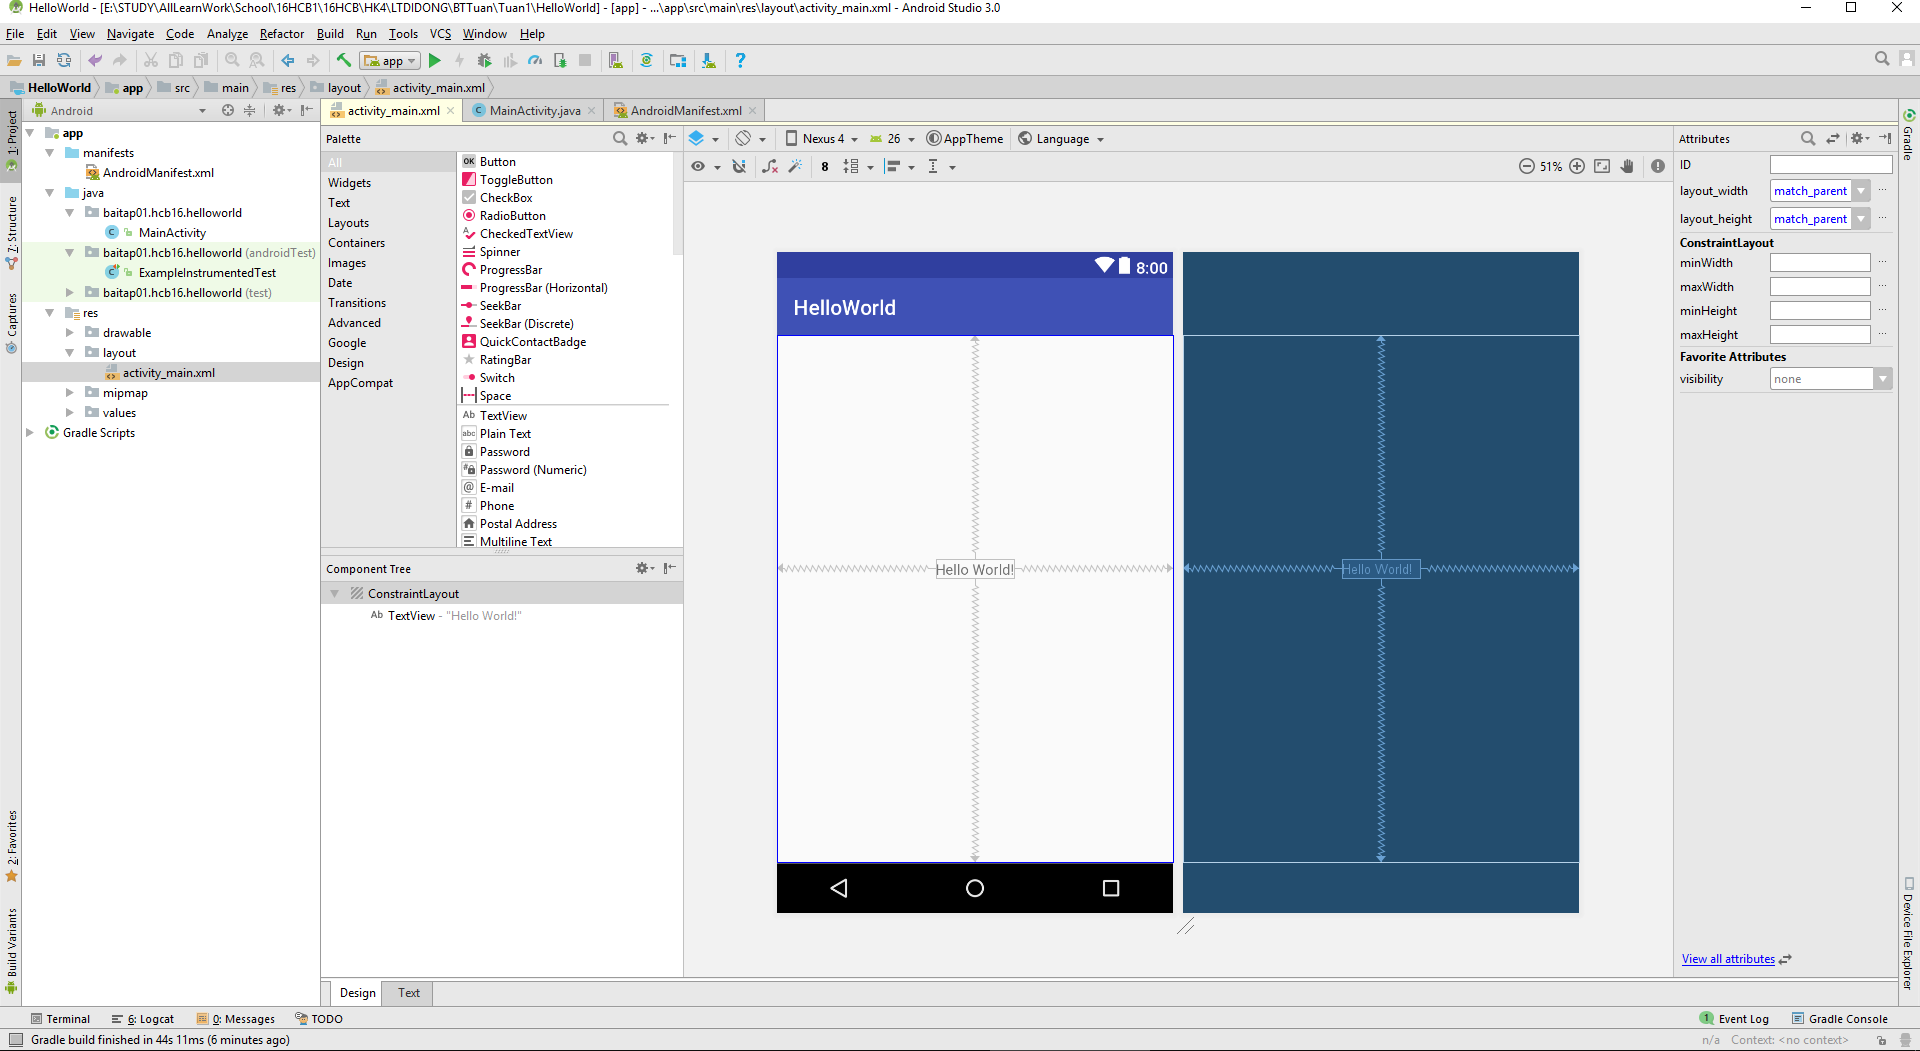 HelloWorld - [E:\STUDY\AllLearnWork\School\16HCB1\16HCB\HK4\LTDIDONG\BTTuan\Tuan1\HelloWorld] - [app] - ...\app\src\main\res\layout\activity_main.xml - Android Studio 3.0
File Edit View Navigate Code Analyze Refactor Build Run Tools VCS Window Help
app
HelloWorld app src main res layout activity_main.xml
Android
activity_main.xml MainActivity.java AndroidManifest.xml
1: Project
7: Structure
Captures
2: Favorites
Build Variants
app
manifests
AndroidManifest.xml
java
baitap01.hcb16.helloworld
MainActivity
baitap01.hcb16.helloworld (androidTest)
ExampleInstrumentedTest
baitap01.hcb16.helloworld (test)
res
drawable
layout
activity_main.xml
mipmap
values
Gradle Scripts
Palette
All
Widgets
Text
Layouts
Containers
Images
Date
Transitions
Advanced
Google
Design
AppCompat
OK Button
ToggleButton
CheckBox
RadioButton
CheckedTextView
Spinner
ProgressBar
ProgressBar (Horizontal)
SeekBar
SeekBar (Discrete)
QuickContactBadge
RatingBar
Switch
Space
Ab TextView
abc Plain Text
Password
Password (Numeric)
@ E-mail
# Phone
Postal Address
Multiline Text
Component Tree
ConstraintLayout
Ab TextView - "Hello World!"
Nexus 4 26 AppTheme Language
8
51%
8:00
HelloWorld
Hello World!
Hello World!
Attributes
ID
layout_width match_parent ...
layout_height match_parent ...
ConstraintLayout
minWidth ...
maxWidth ...
minHeight ...
maxHeight ...
Favorite Attributes
visibility none
View all attributes
Gradle
Device File Explorer
Design Text
Terminal 6: Logcat 0: Messages TODO
1 Event Log Gradle Console
Gradle build finished in 44s 11ms (6 minutes ago)
n/a Context: <no context>